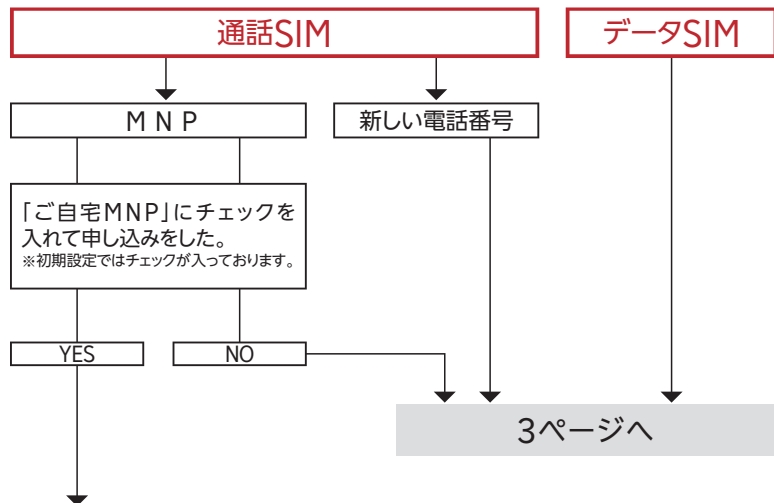 通話SIM
データSIM
MNP
新しい電話番号
「ご自宅MNP」にチェックを
入れて申し込みをした。
※初期設定ではチェックが入っております。
YES
NO
3ページへ